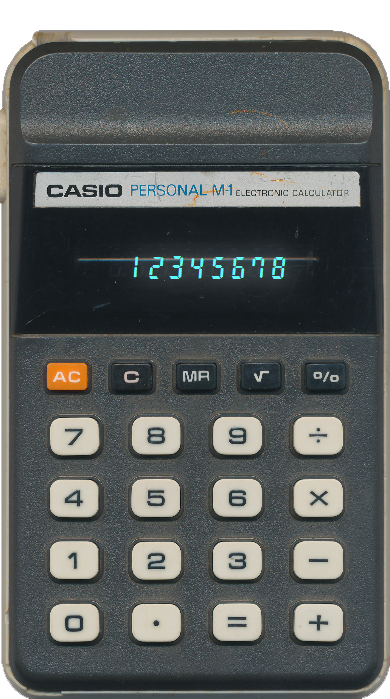 CASIO PERSONAL M-1 ELECTRONIC CALCULATOR
12345678
AC C MR √ %
7 8 9 ÷
4 5 6 ×
1 2 3 −
0 . = +